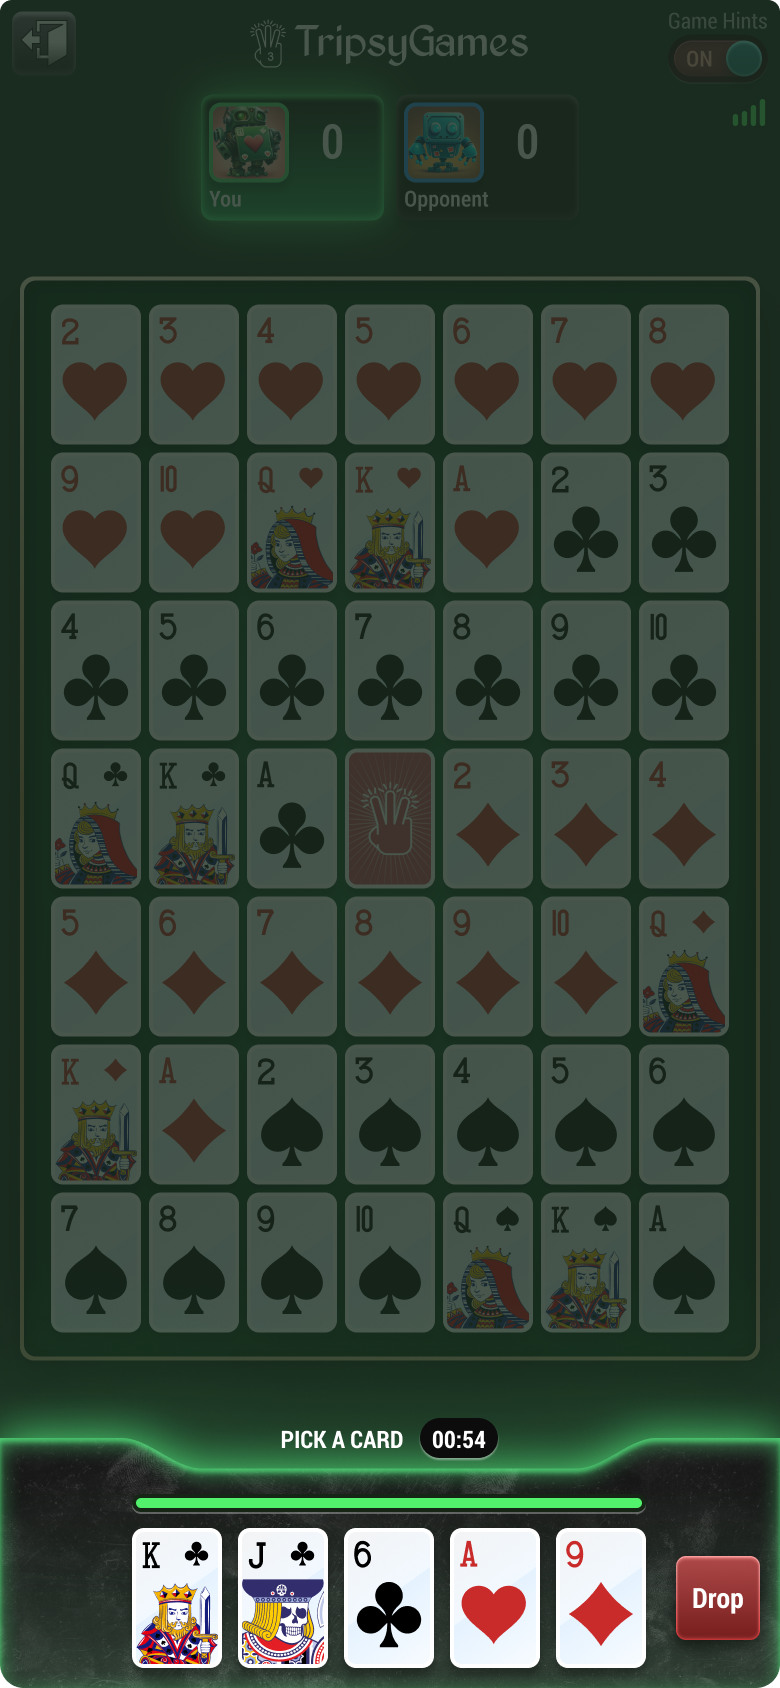 TripsyGames
Game Hints
ON
3
0
0
You
Opponent
2 3 4 5 6 7 8
9 10 Q K A 2 3
4 5 6 7 8 9 10
Q K A 2 3 4
5 6 7 8 9 10 Q
K A 2 3 4 5 6
7 8 9 10 Q K A
PICK A CARD 00:54
K J 6 A 9
Drop